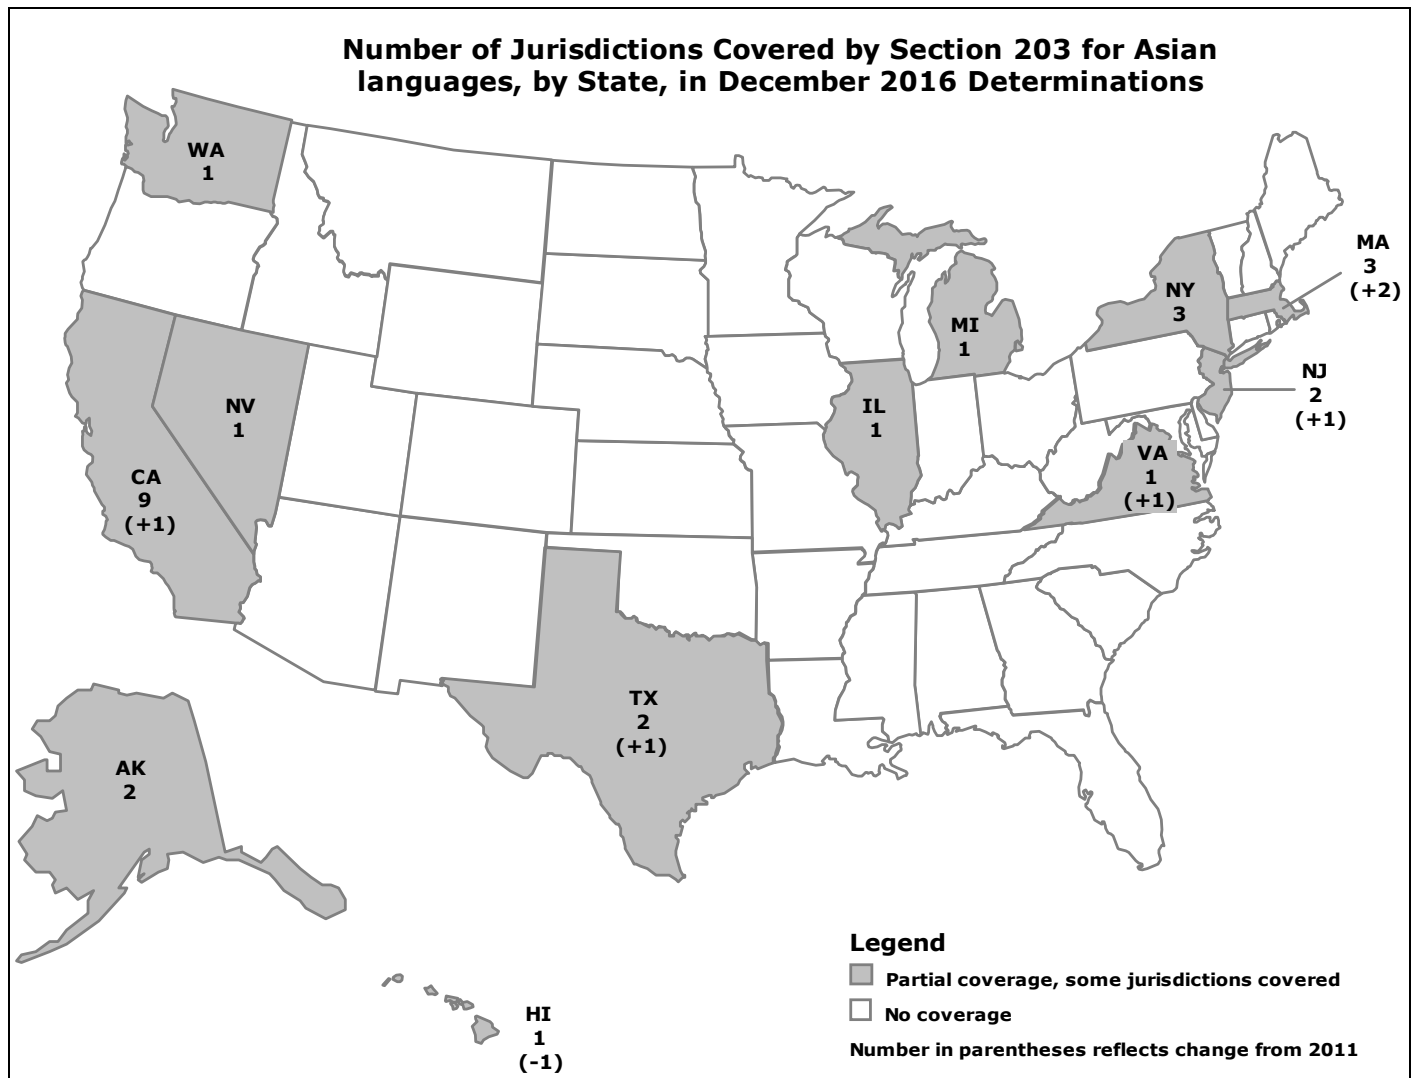 Number of Jurisdictions Covered by Section 203 for Asian
languages, by State, in December 2016 Determinations
WA
1
MA
3
(+2)
NY
3
MI
1
NJ
2
(+1)
NV
1
IL
1
VA
1
(+1)
CA
9
(+1)
TX
2
(+1)
AK
2
HI
1
(-1)
Legend
Partial coverage, some jurisdictions covered
No coverage
Number in parentheses reflects change from 2011